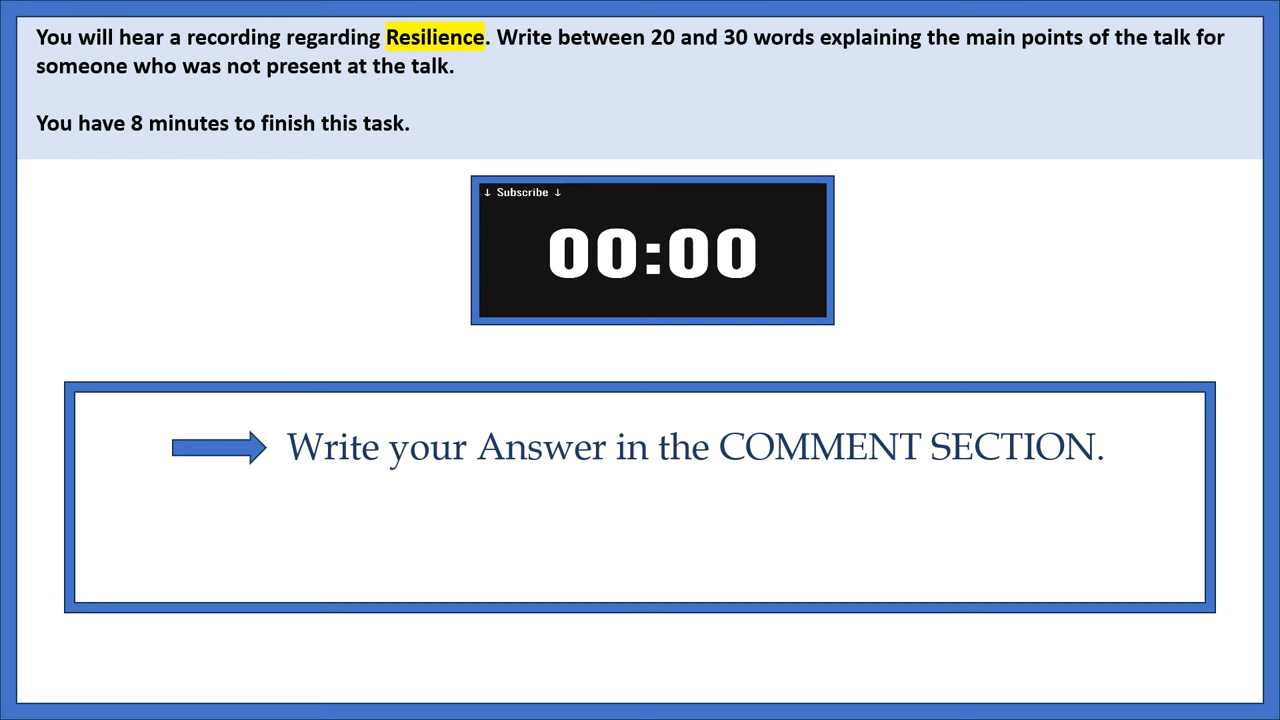 You will hear a recording regarding Resilience. Write between 20 and 30 words explaining the main points of the talk for
someone who was not present at the talk.
You have 8 minutes to finish this task.
↓ Subscribe ↓
00:00
Write your Answer in the COMMENT SECTION.